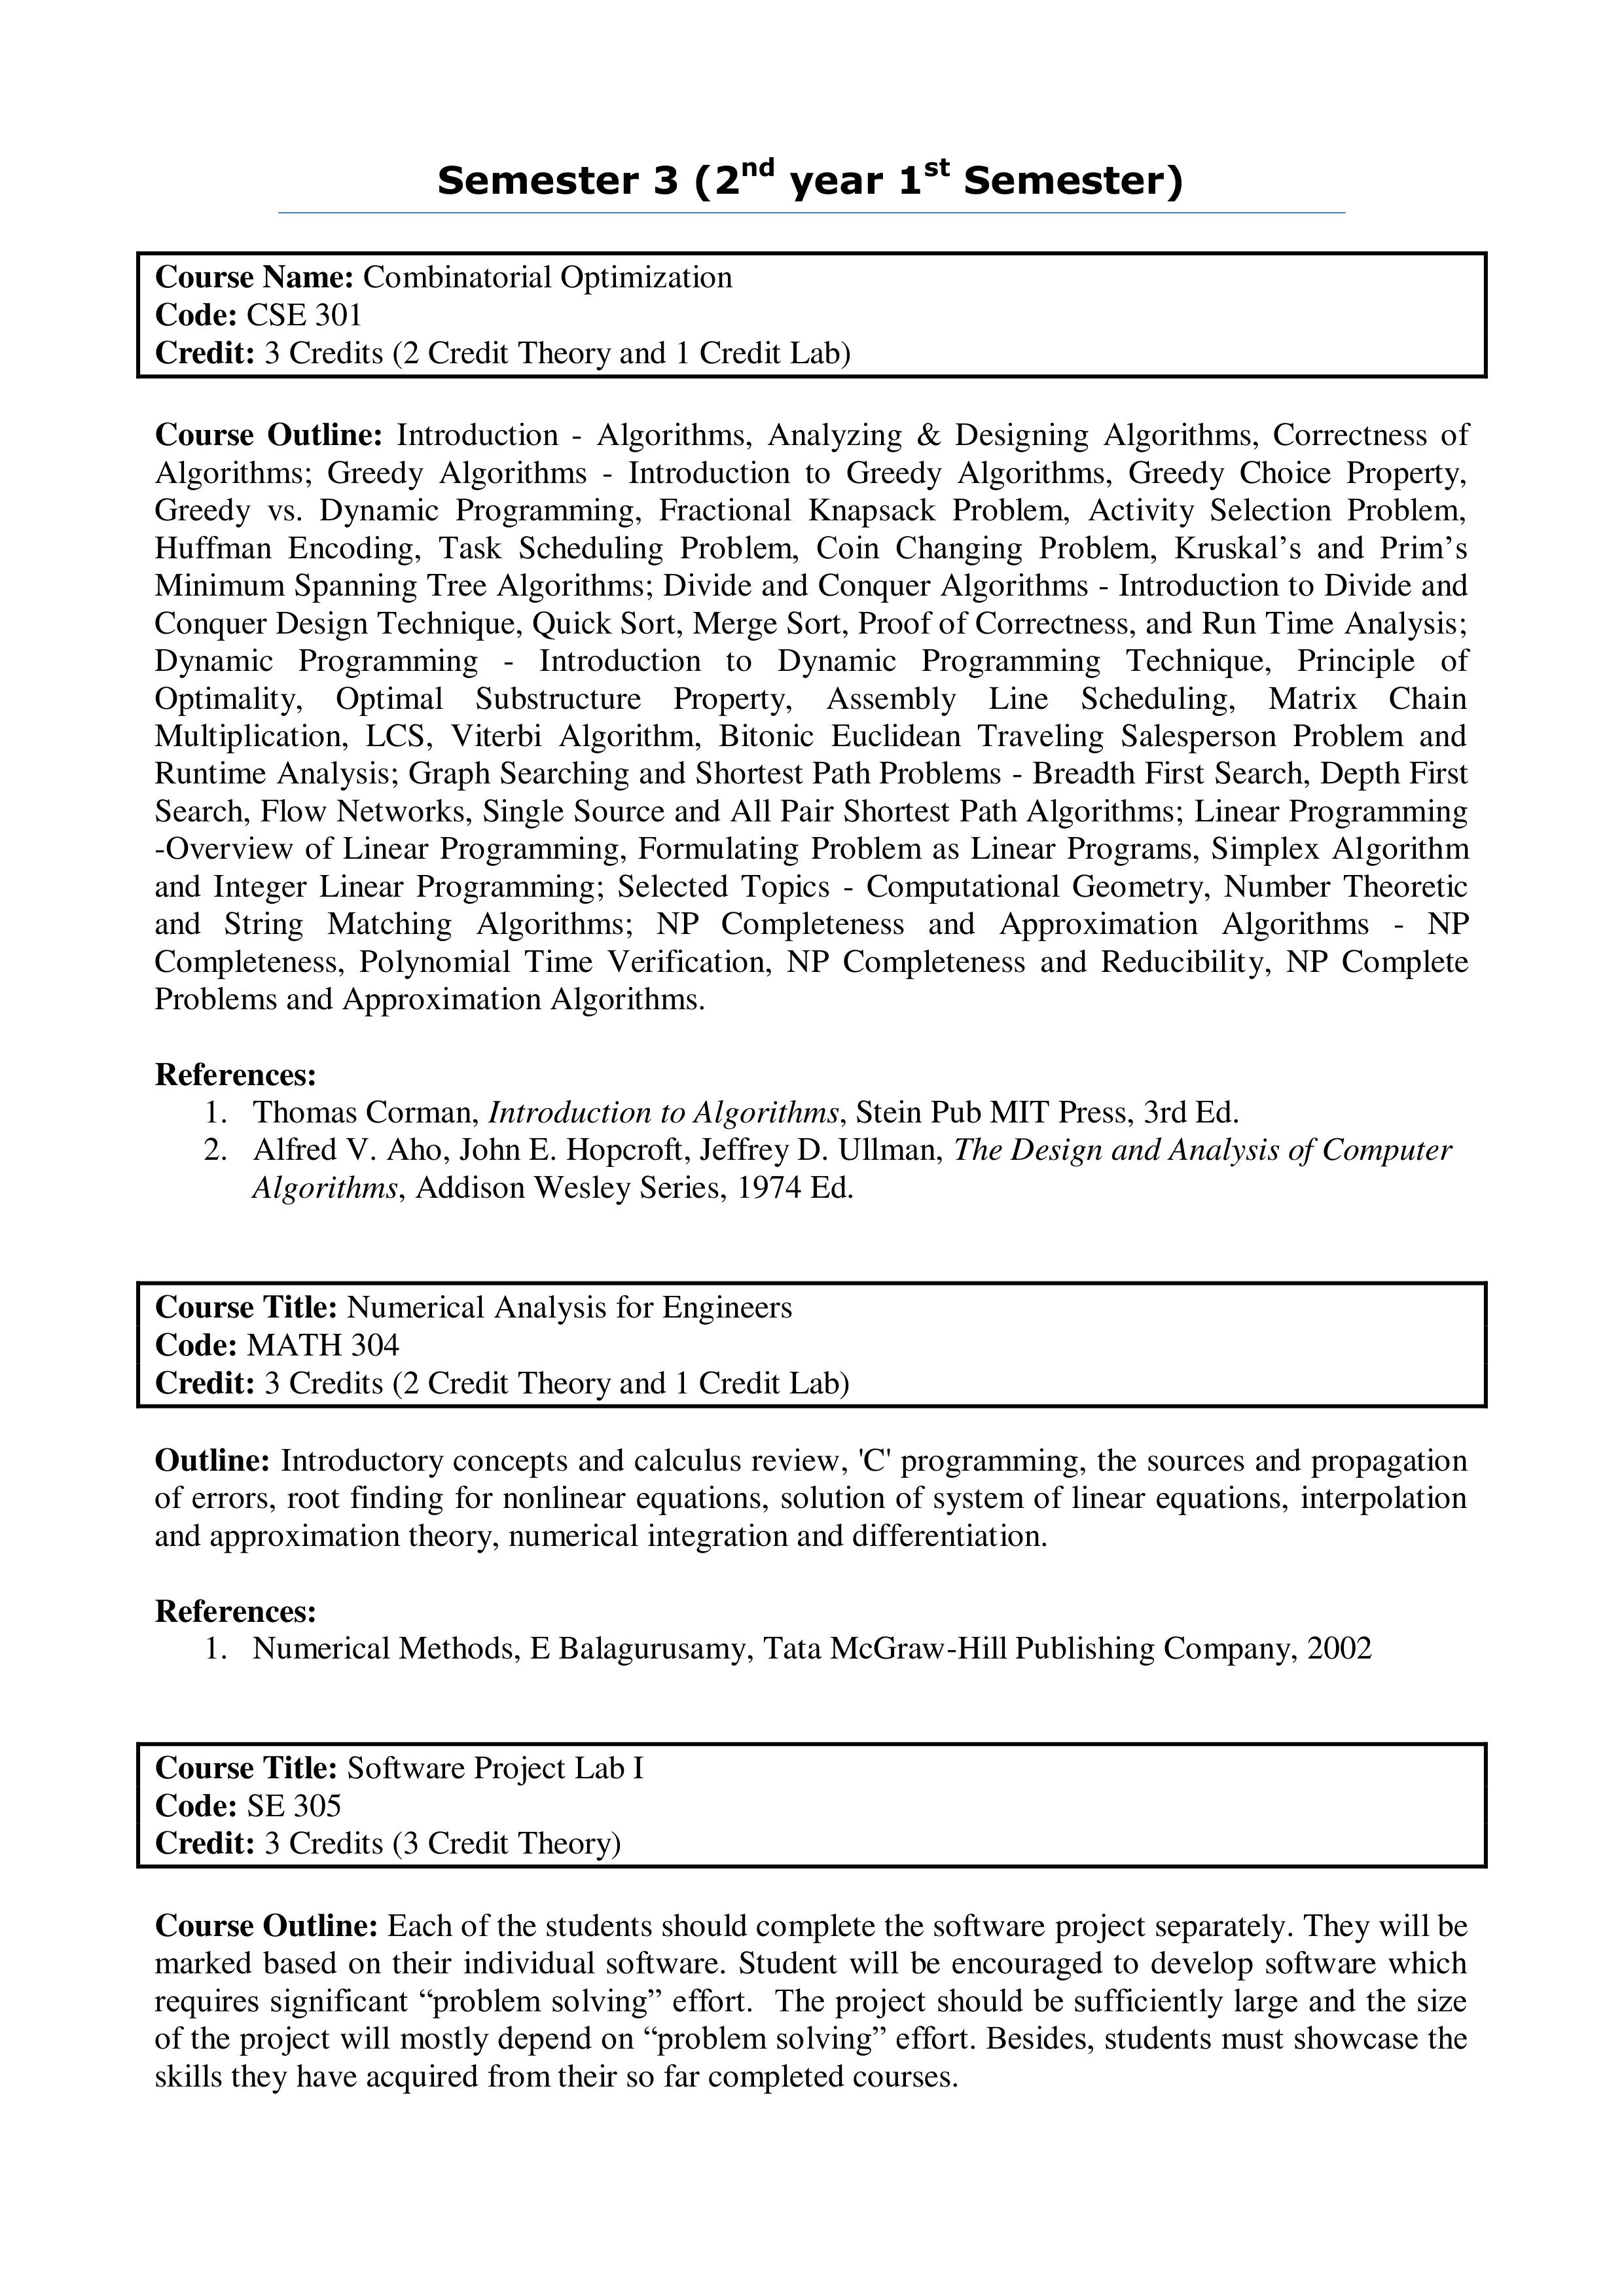 Semester 3 (2nd year 1st Semester)
Course Name: Combinatorial Optimization
Code: CSE 301
Credit: 3 Credits (2 Credit Theory and 1 Credit Lab)
Course Outline: Introduction - Algorithms, Analyzing & Designing Algorithms, Correctness of
Algorithms; Greedy Algorithms - Introduction to Greedy Algorithms, Greedy Choice Property,
Greedy vs. Dynamic Programming, Fractional Knapsack Problem, Activity Selection Problem,
Huffman Encoding, Task Scheduling Problem, Coin Changing Problem, Kruskal’s and Prim’s
Minimum Spanning Tree Algorithms; Divide and Conquer Algorithms - Introduction to Divide and
Conquer Design Technique, Quick Sort, Merge Sort, Proof of Correctness, and Run Time Analysis;
Dynamic Programming - Introduction to Dynamic Programming Technique, Principle of
Optimality, Optimal Substructure Property, Assembly Line Scheduling, Matrix Chain
Multiplication, LCS, Viterbi Algorithm, Bitonic Euclidean Traveling Salesperson Problem and
Runtime Analysis; Graph Searching and Shortest Path Problems - Breadth First Search, Depth First
Search, Flow Networks, Single Source and All Pair Shortest Path Algorithms; Linear Programming
-Overview of Linear Programming, Formulating Problem as Linear Programs, Simplex Algorithm
and Integer Linear Programming; Selected Topics - Computational Geometry, Number Theoretic
and String Matching Algorithms; NP Completeness and Approximation Algorithms - NP
Completeness, Polynomial Time Verification, NP Completeness and Reducibility, NP Complete
Problems and Approximation Algorithms.
References:
1. Thomas Corman, Introduction to Algorithms, Stein Pub MIT Press, 3rd Ed.
2. Alfred V. Aho, John E. Hopcroft, Jeffrey D. Ullman, The Design and Analysis of Computer
Algorithms, Addison Wesley Series, 1974 Ed.
Course Title: Numerical Analysis for Engineers
Code: MATH 304
Credit: 3 Credits (2 Credit Theory and 1 Credit Lab)
Outline: Introductory concepts and calculus review, 'C' programming, the sources and propagation
of errors, root finding for nonlinear equations, solution of system of linear equations, interpolation
and approximation theory, numerical integration and differentiation.
References:
1. Numerical Methods, E Balagurusamy, Tata McGraw-Hill Publishing Company, 2002
Course Title: Software Project Lab I
Code: SE 305
Credit: 3 Credits (3 Credit Theory)
Course Outline: Each of the students should complete the software project separately. They will be
marked based on their individual software. Student will be encouraged to develop software which
requires significant “problem solving” effort.  The project should be sufficiently large and the size
of the project will mostly depend on “problem solving” effort. Besides, students must showcase the
skills they have acquired from their so far completed courses.